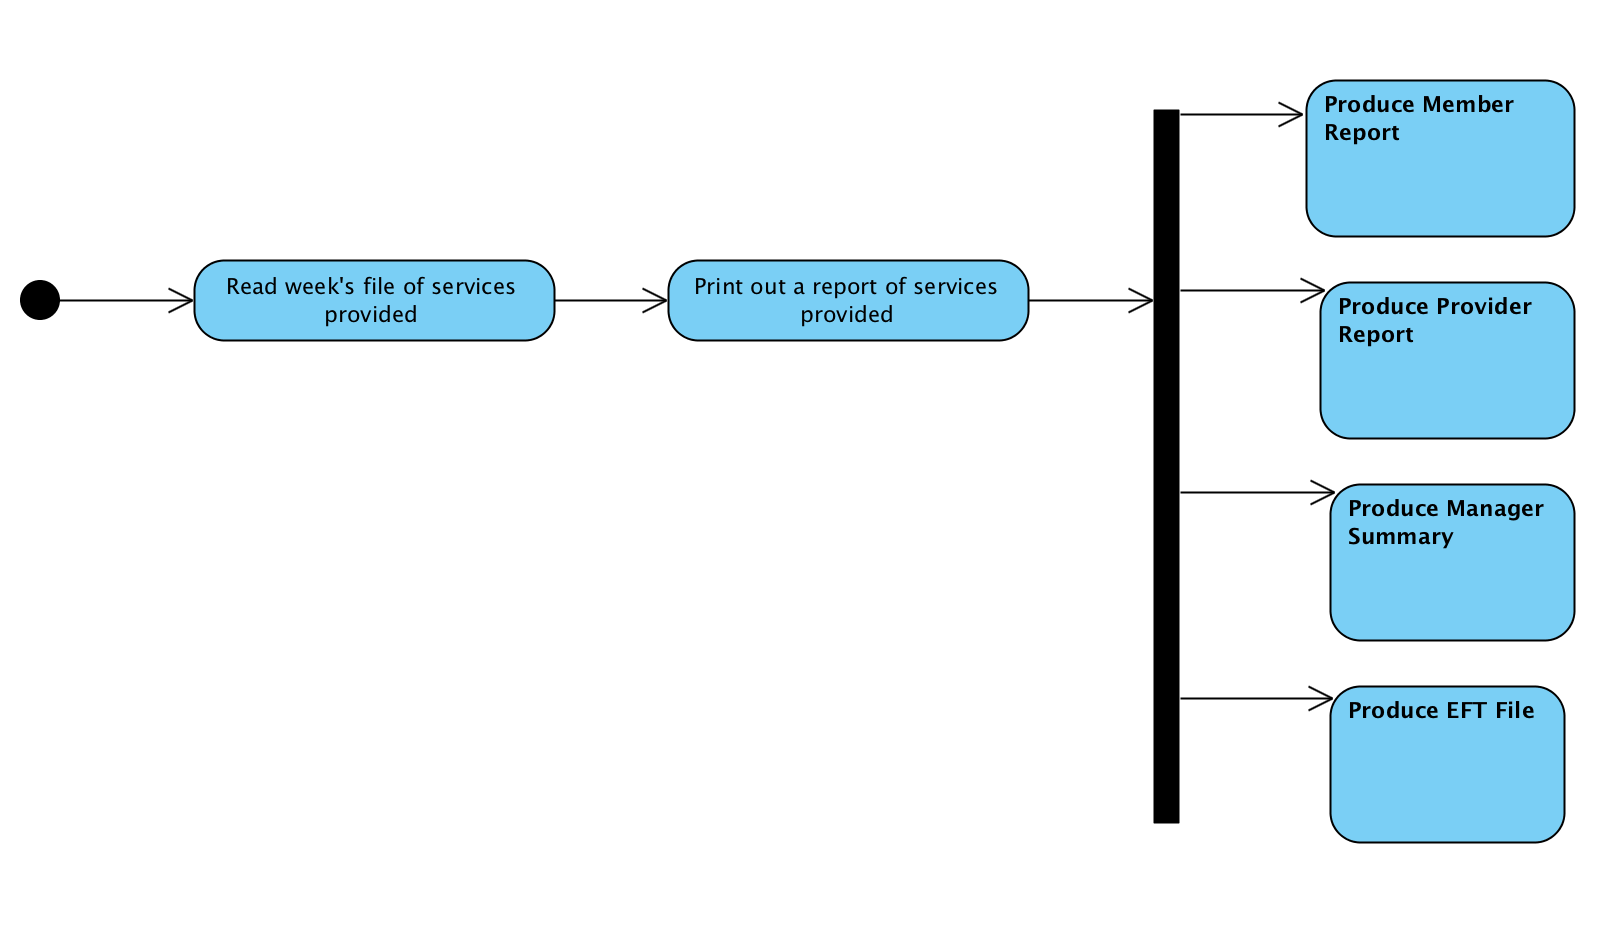 Read week's file of services
provided
Print out a report of services
provided
Produce Member
Report
Produce Provider
Report
Produce Manager
Summary
Produce EFT File